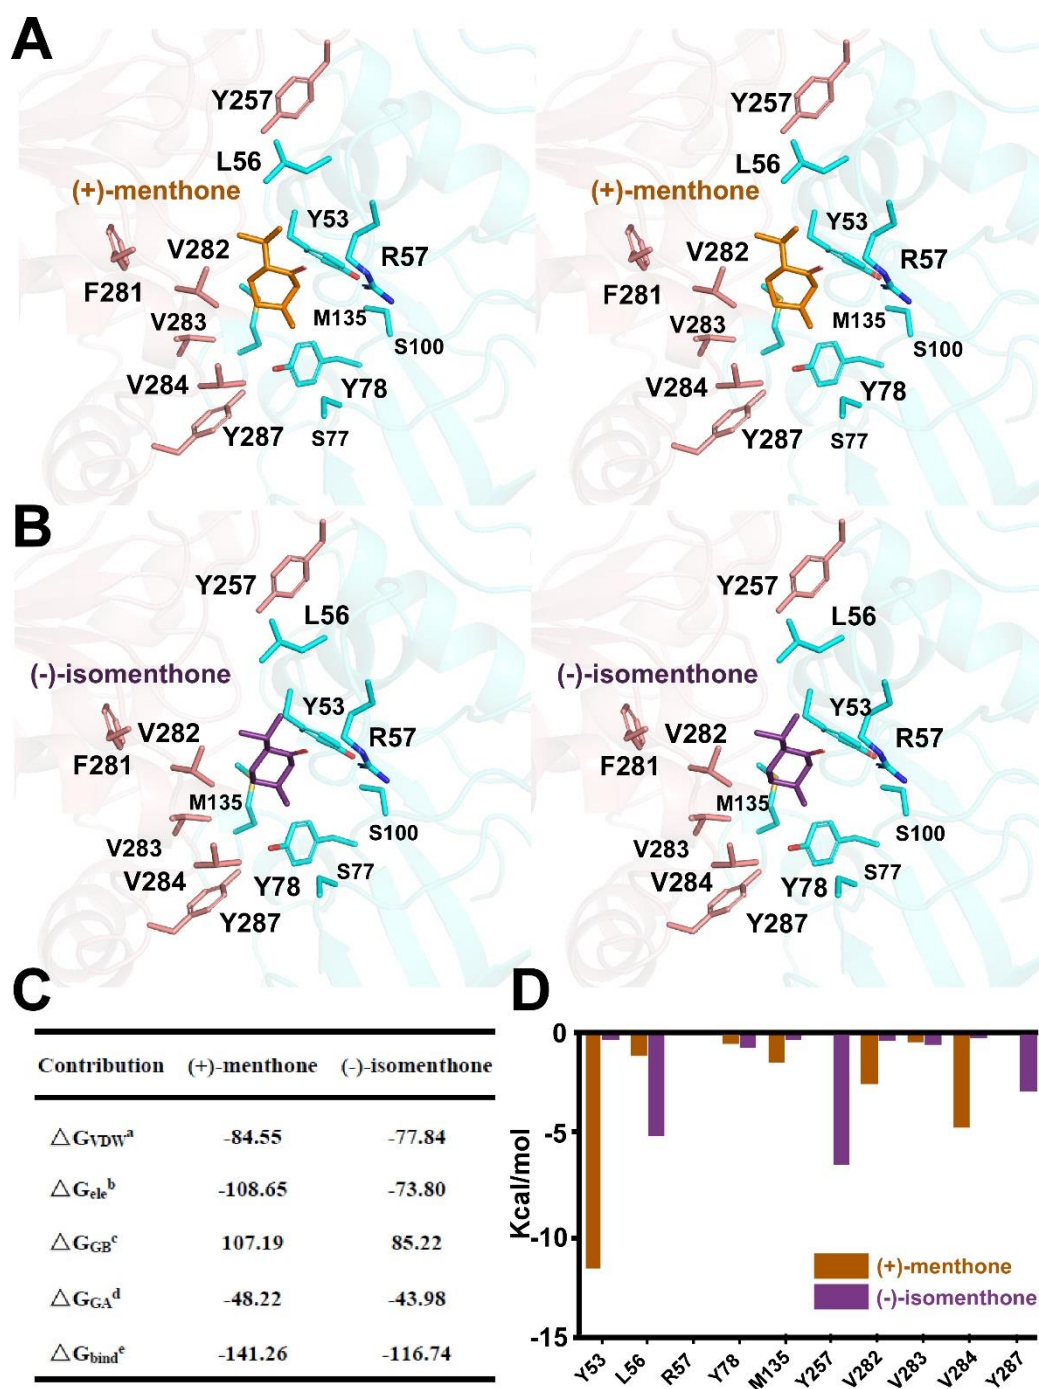 A
Y257
Y257
L56
L56
(+)-menthone
(+)-menthone
Y53
Y53
V282
V282
R57
R57
F281
F281
M135
M135
V283
V283
S100
S100
V284
V284
Y78
Y78
Y287
Y287
S77
S77
B
Y257
Y257
L56
L56
(-)-isomenthone
(-)-isomenthone
Y53
Y53
V282
V282
R57
R57
F281
F281
M135
M135
S100
S100
V283
V283
S77
S77
V284
V284
Y78
Y78
Y287
Y287
C
Contribution (+)-menthone (-)-isomenthone
△G_VDW^a -84.55 -77.84
△G_ele^b -108.65 -73.80
△G_GB^c 107.19 85.22
△G_GA^d -48.22 -43.98
△G_bind^e -141.26 -116.74
D
Kcal/mol
0
-5
-10
-15
(+)-menthone
(-)-isomenthone
Y53 L56 R57 Y78 M135 Y257 V282 V283 V284 Y287